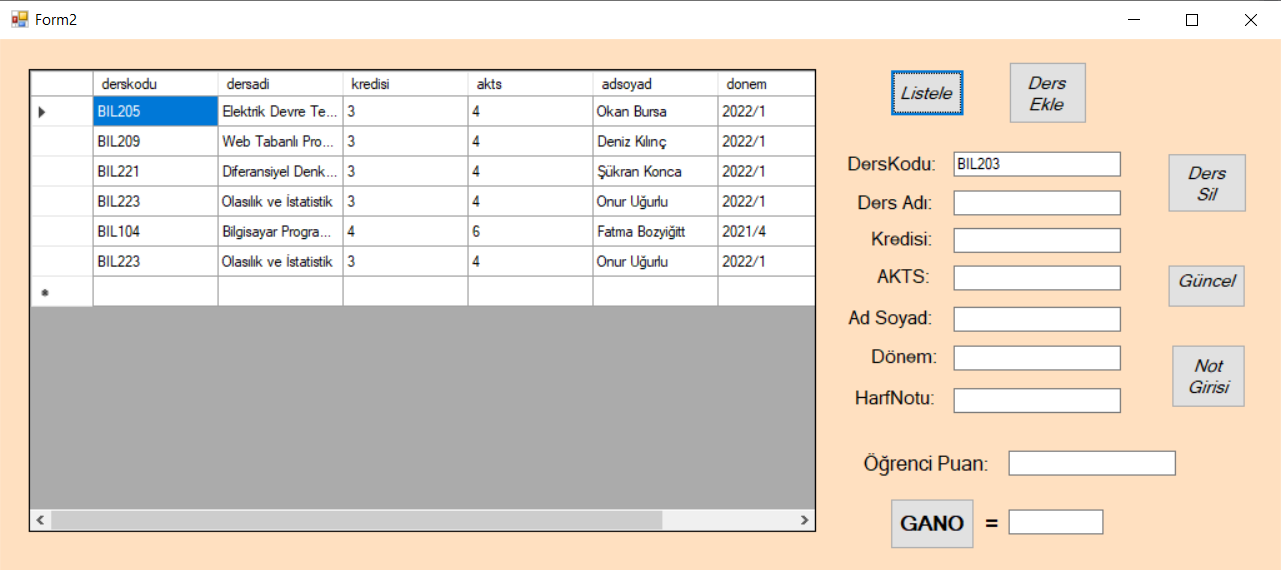 Form2
derskodu dersadi kredisi akts adsoyad donem
BIL205 Elektrik Devre Te... 3 4 Okan Bursa 2022/1
BIL209 Web Tabanlı Pro... 3 4 Deniz Kılınç 2022/1
BIL221 Diferansiyel Denk... 3 4 Şükran Konca 2022/1
BIL223 Olasılık ve İstatistik 3 4 Onur Uğurlu 2022/1
BIL104 Bilgisayar Progra... 4 6 Fatma Bozyiğitt 2021/4
BIL223 Olasılık ve İstatistik 3 4 Onur Uğurlu 2022/1
Listele
Ders
Ekle
DersKodu: BIL203
Ders Adı:
Kredisi:
AKTS:
Ad Soyad:
Dönem:
HarfNotu:
Ders
Sil
Güncel
Not
Girisi
Öğrenci Puan:
GANO =